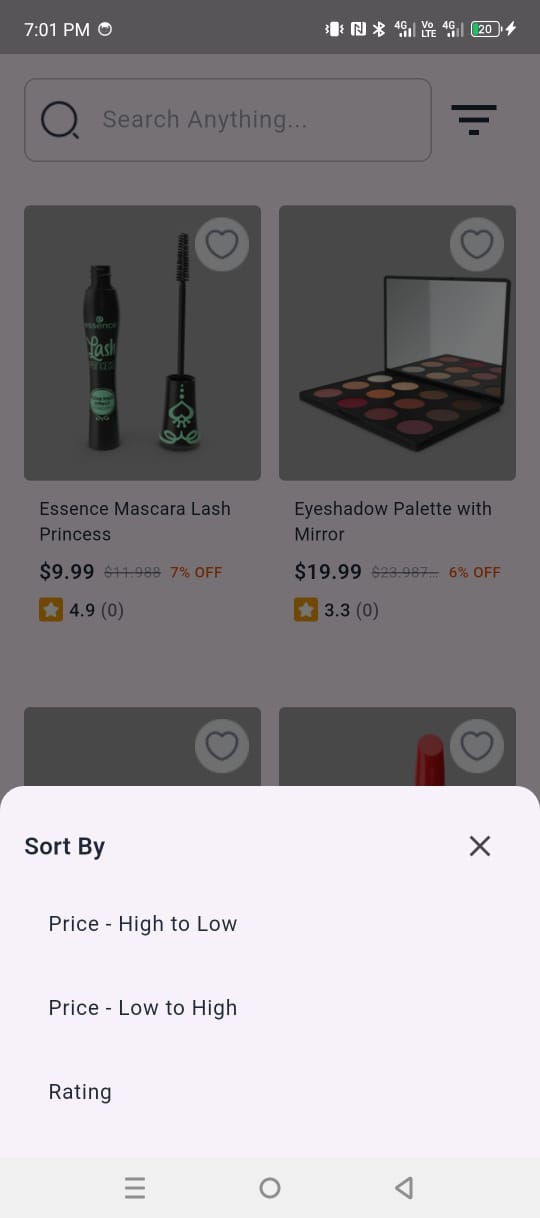 7:01 PM
4G Vo LTE 4G 20
Search Anything...
essence
Lash
PRINCESS
Essence Mascara Lash
Princess
$9.99 $11.988 7% OFF
4.9 (0)
Eyeshadow Palette with
Mirror
$19.99 $23.987... 6% OFF
3.3 (0)
Sort By
Price - High to Low
Price - Low to High
Rating